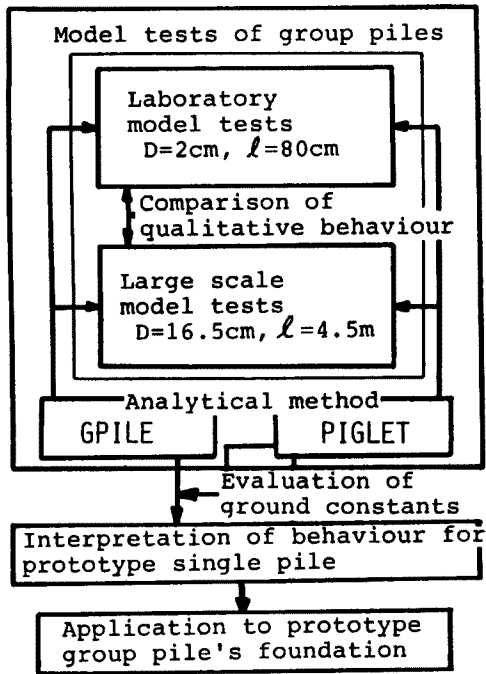 Model tests of group piles
Laboratory
model tests
D=2cm, ℓ=80cm
Comparison of
qualitative behaviour
Large scale
model tests
D=16.5cm, ℓ=4.5m
Analytical method
GPILE
PIGLET
Evaluation of
ground constants
Interpretation of behaviour for
prototype single pile
Application to prototype
group pile's foundation